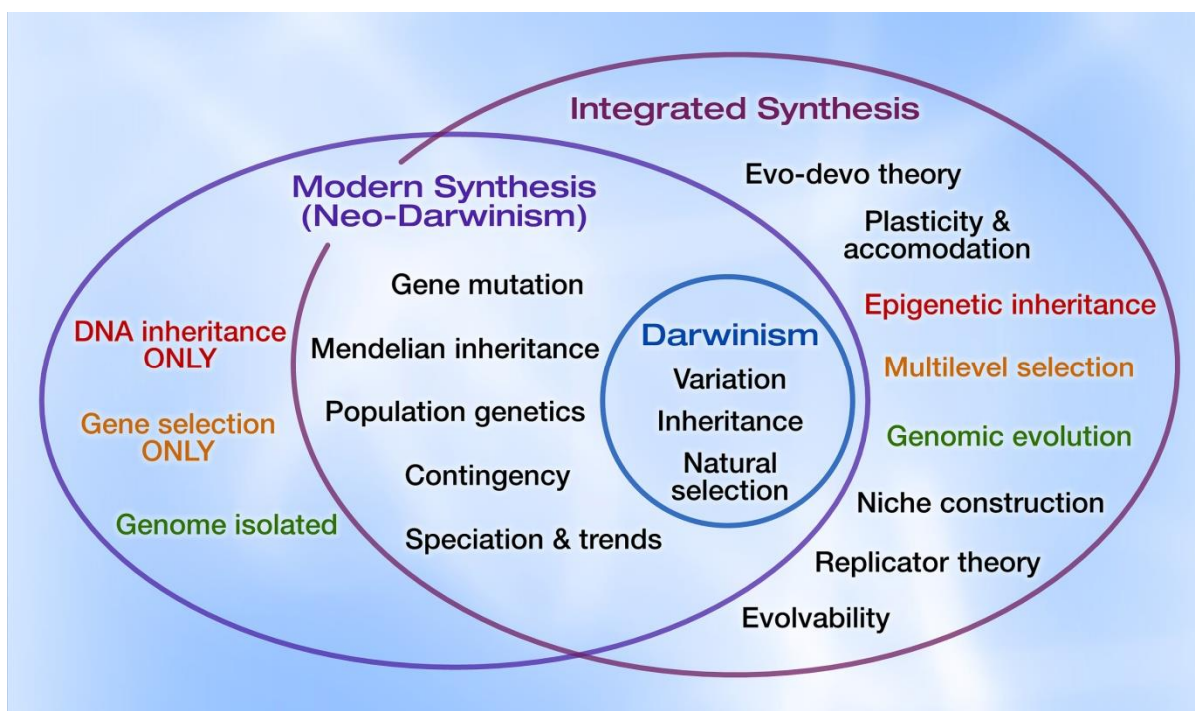 Integrated Synthesis
Modern Synthesis
(Neo-Darwinism)
DNA inheritance
ONLY
Gene selection
ONLY
Genome isolated
Gene mutation
Mendelian inheritance
Population genetics
Contingency
Speciation & trends
Darwinism
Variation
Inheritance
Natural
selection
Evo-devo theory
Plasticity &
accomodation
Epigenetic inheritance
Multilevel selection
Genomic evolution
Niche construction
Replicator theory
Evolvability